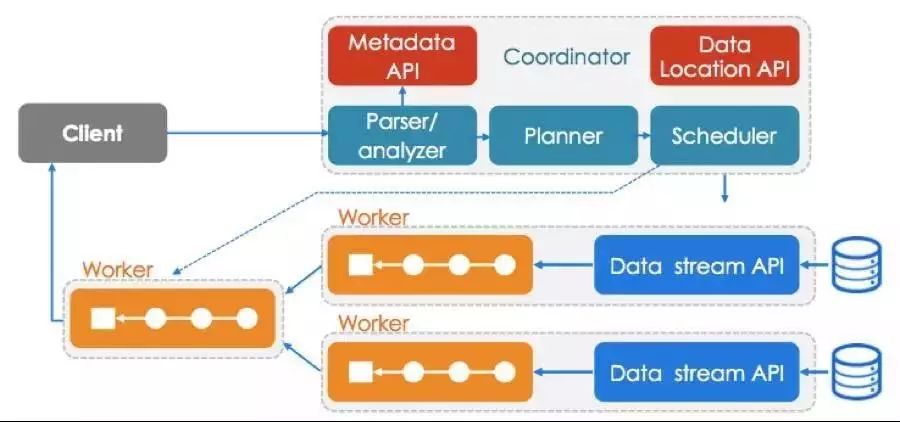 Metadata
API
Coordinator
Data
Location API
Client
Parser/
analyzer
Planner
Scheduler
Worker
Data stream API
Worker
Worker
Data stream API